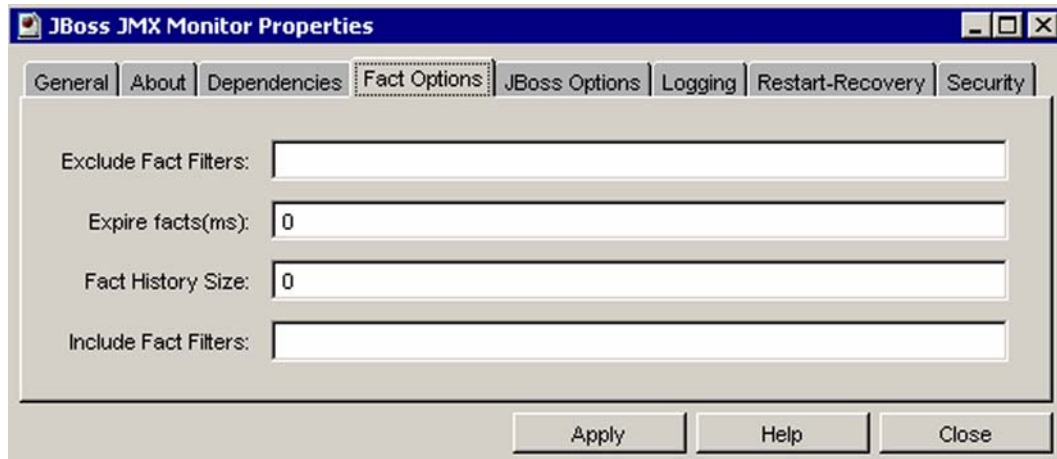 JBoss JMX Monitor Properties
General About Dependencies Fact Options JBoss Options Logging Restart-Recovery Security
Exclude Fact Filters:
Expire facts(ms): 0
Fact History Size: 0
Include Fact Filters:
Apply Help Close